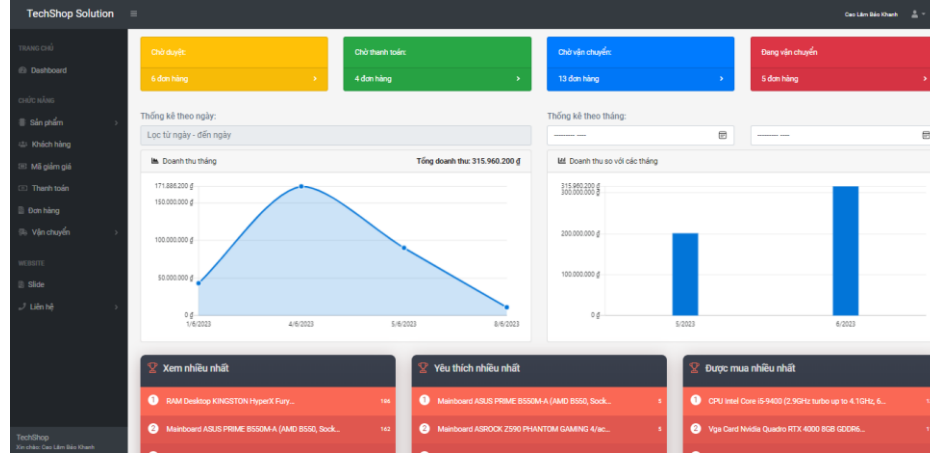 TechShop Solution
Cao Lâm Bảo Khanh
TRANG CHỦ
Dashboard
CHỨC NĂNG
Sản phẩm
Khách hàng
Mã giảm giá
Thanh toán
Đơn hàng
Vận chuyển
WEBSITE
Slide
Liên hệ
TechShop
Xin chào: Cao Lâm Bảo Khanh
Chờ duyệt:
6 đơn hàng
Chờ thanh toán:
4 đơn hàng
Chờ vận chuyển:
13 đơn hàng
Đang vận chuyển
5 đơn hàng
Thống kê theo ngày:
Lọc từ ngày - đến ngày
Thống kê theo tháng:
--------- ----
--------- ----
Doanh thu tháng
Tổng doanh thu: 315.960.200 ₫
171.886.200 ₫
150.000.000 ₫
100.000.000 ₫
50.000.000 ₫
0 ₫
1/6/2023
4/6/2023
5/6/2023
8/6/2023
Doanh thu so với các tháng
315.960.200 ₫
300.000.000 ₫
200.000.000 ₫
100.000.000 ₫
0 ₫
5/2023
6/2023
Xem nhiều nhất
1 RAM Desktop KINGSTON HyperX Fury...
2 Mainboard ASUS PRIME B550M-A (AMD B550, Sock... 162
Yêu thích nhiều nhất
1 Mainboard ASUS PRIME B550M-A (AMD B550, Sock...
2 Mainboard ASROCK Z590 PHANTOM GAMING 4/ac...
Được mua nhiều nhất
1 CPU Intel Core i5-9400 (2.9GHz turbo up to 4.1GHz, 6...
2 Vga Card Nvidia Quadro RTX 4000 8GB GDDR6...